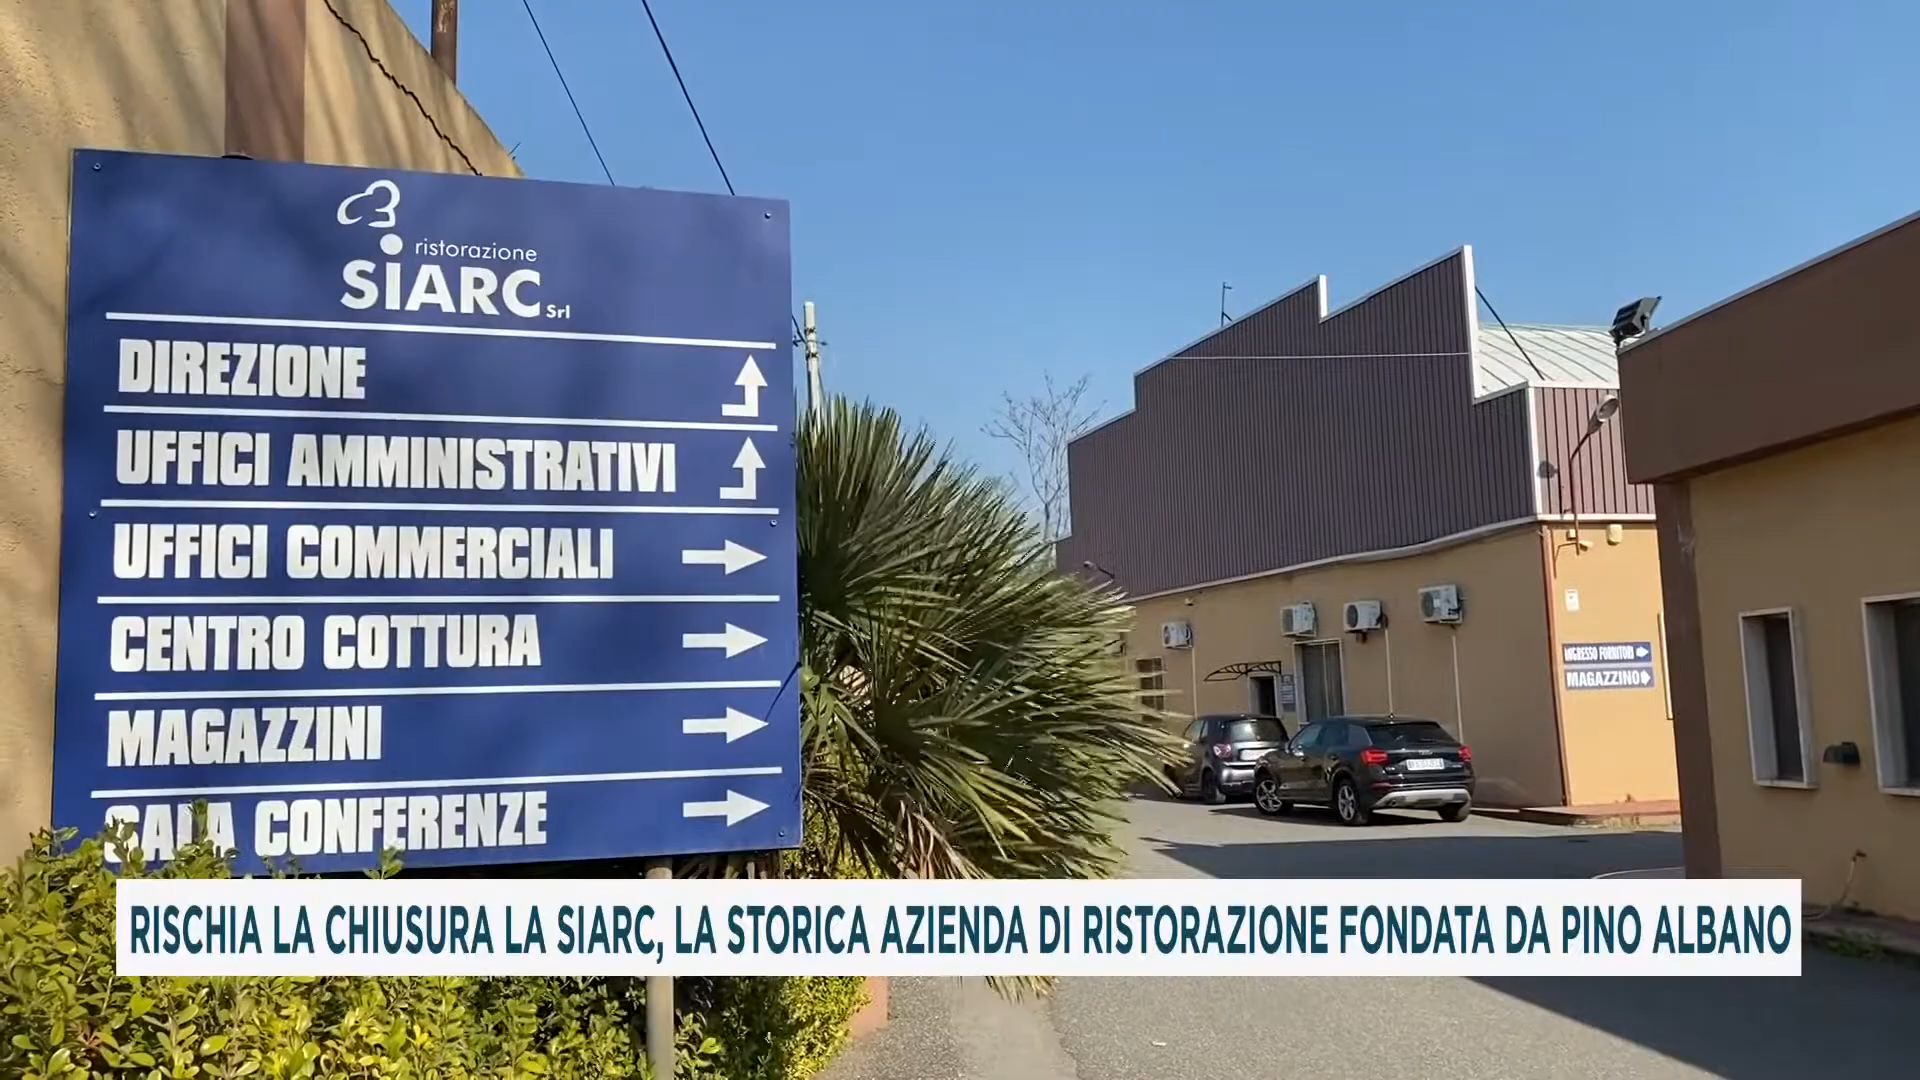 ristorazione
SIARC Srl
DIREZIONE
UFFICI AMMINISTRATIVI
UFFICI COMMERCIALI
CENTRO COTTURA
MAGAZZINI
SALA CONFERENZE
INGRESSO FORNITORI
MAGAZZINO
RISCHIA LA CHIUSURA LA SIARC, LA STORICA AZIENDA DI RISTORAZIONE FONDATA DA PINO ALBANO